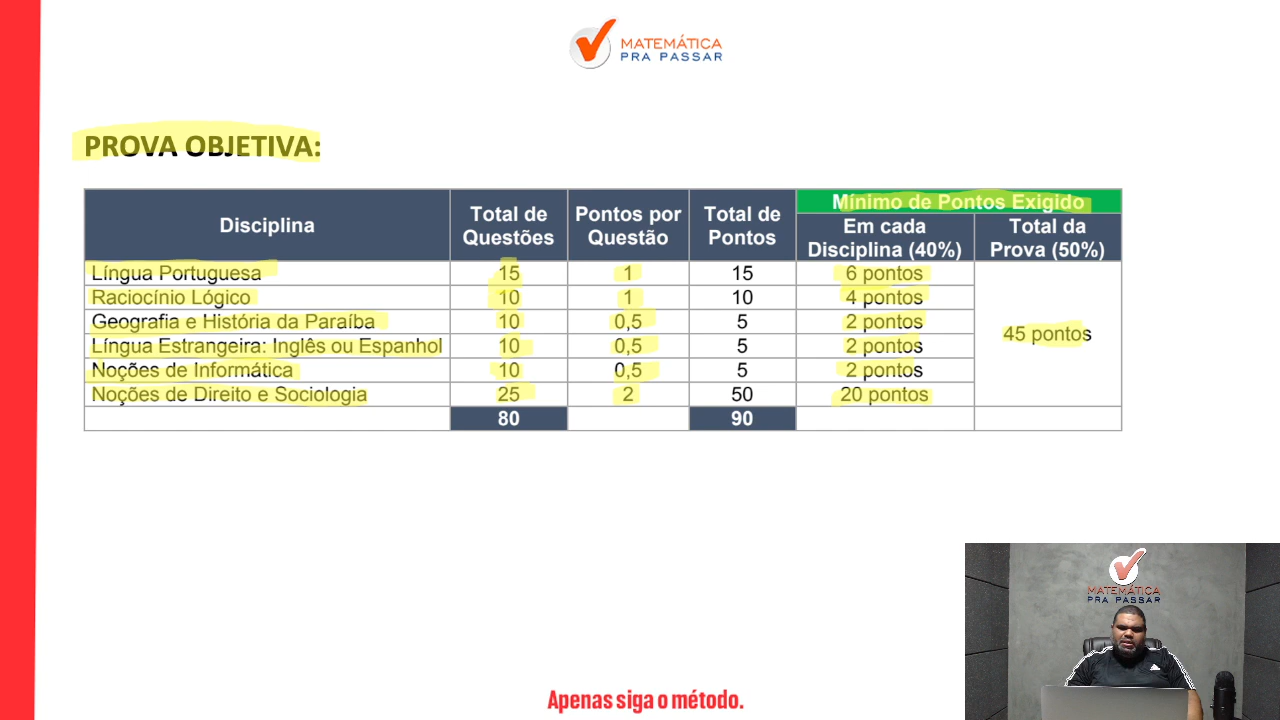 MATEMÁTICA
PRA PASSAR
PROVA OBJETIVA:
Disciplina
Total de Questões
Pontos por Questão
Total de Pontos
Mínimo de Pontos Exigido
Em cada Disciplina (40%)
Total da Prova (50%)
Língua Portuguesa 15 1 15 6 pontos
Raciocínio Lógico 10 1 10 4 pontos
Geografia e História da Paraíba 10 0,5 5 2 pontos
Língua Estrangeira: Inglês ou Espanhol 10 0,5 5 2 pontos
Noções de Informática 10 0,5 5 2 pontos
Noções de Direito e Sociologia 25 2 50 20 pontos
45 pontos
80 90
MATEMÁTICA
PRA PASSAR
Apenas siga o método.